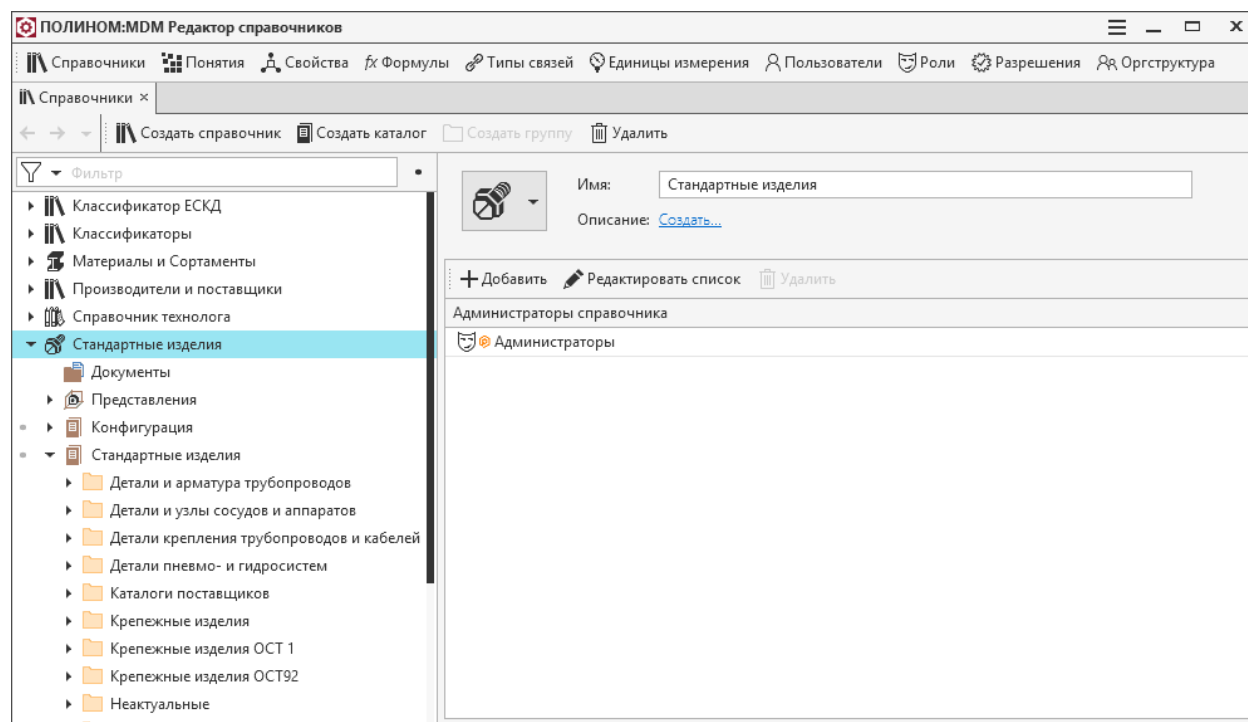 ПОЛИНОМ:MDM Редактор справочников
Справочники Понятия Свойства fx Формулы Типы связей Единицы измерения Пользователи Роли Разрешения Оргструктура
Справочники ×
Создать справочник Создать каталог Создать группу Удалить
Фильтр
Классификатор ЕСКД
Классификаторы
Материалы и Сортаменты
Производители и поставщики
Справочник технолога
Стандартные изделия
Документы
Представления
Конфигурация
Стандартные изделия
Детали и арматура трубопроводов
Детали и узлы сосудов и аппаратов
Детали крепления трубопроводов и кабелей
Детали пневмо- и гидросистем
Каталоги поставщиков
Крепежные изделия
Крепежные изделия ОСТ 1
Крепежные изделия ОСТ92
Неактуальные
Имя: Стандартные изделия
Описание: Создать...
Добавить Редактировать список Удалить
Администраторы справочника
Администраторы